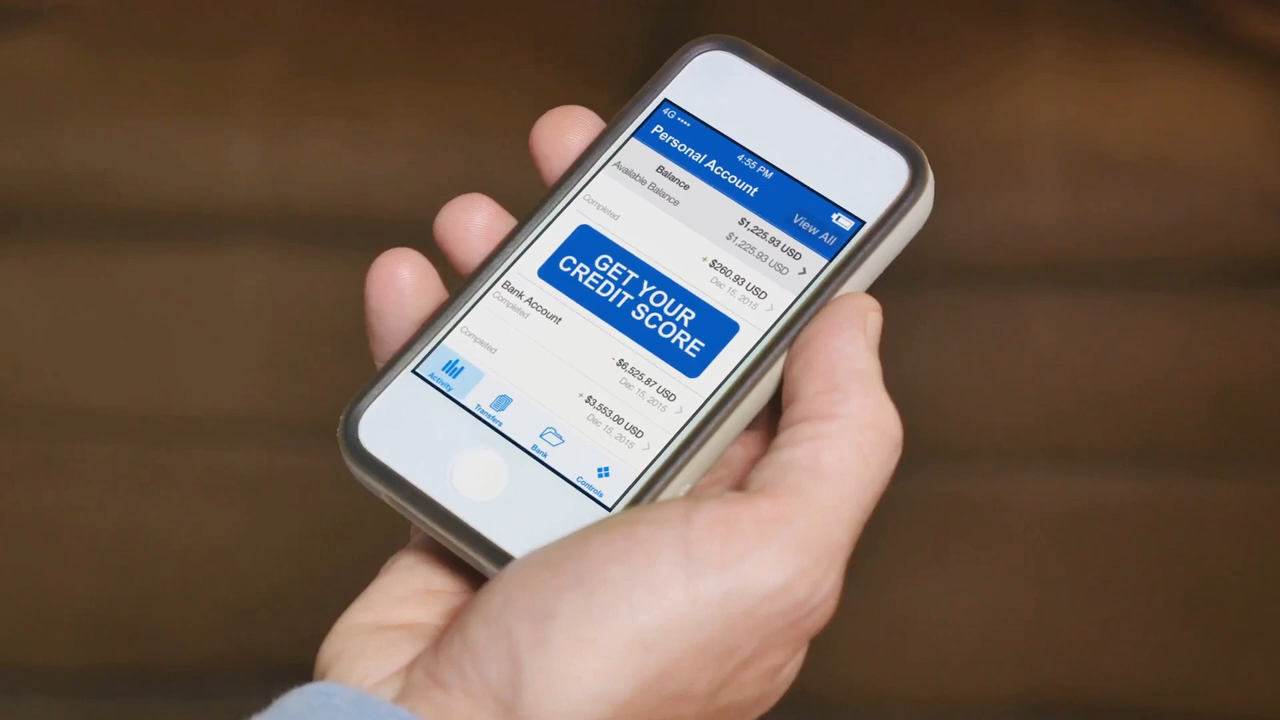 4G
4:55 PM
Personal Account
View All
Balance
$1,225.93 USD
Available Balance
$1,225.93 USD
Completed
+ $260.93 USD
Dec 15, 2015
GET YOUR
CREDIT SCORE
Bank Account
Completed
- $6,525.87 USD
Dec 15, 2015
Completed
+ $3,553.00 USD
Dec 15, 2015
Activity
Transfers
Bank
Controls